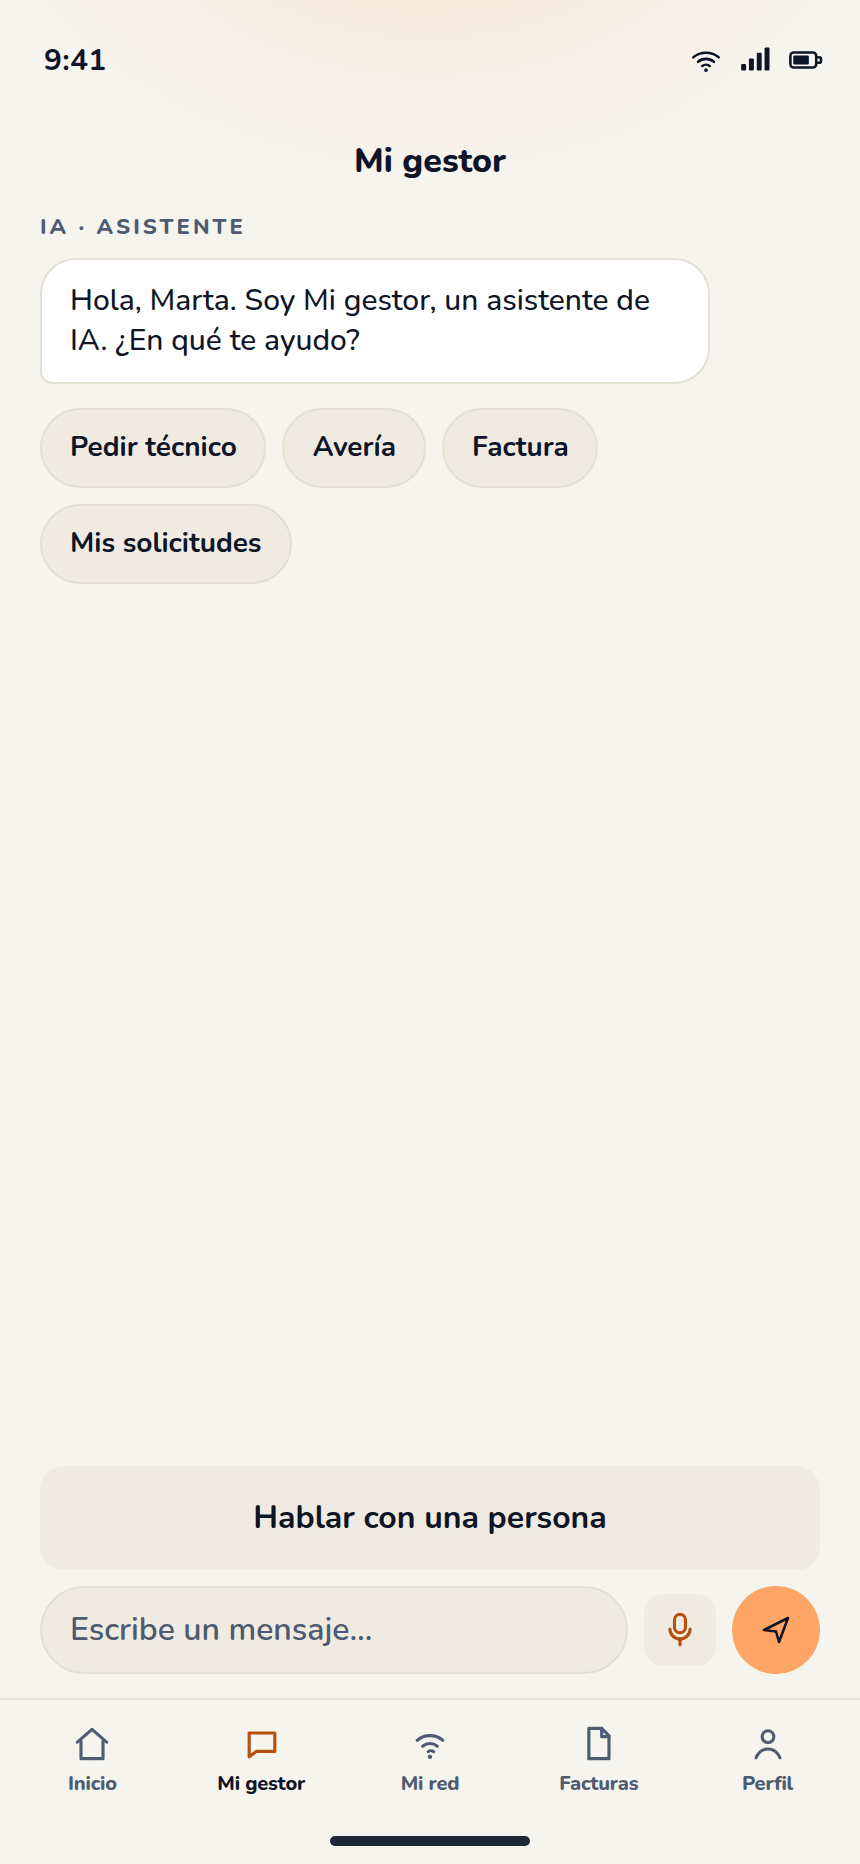 9:41
Mi gestor
IA · ASISTENTE
Hola, Marta. Soy Mi gestor, un asistente de
IA. ¿En qué te ayudo?
Pedir técnico
Avería
Factura
Mis solicitudes
Hablar con una persona
Escribe un mensaje...
Inicio
Mi gestor
Mi red
Facturas
Perfil